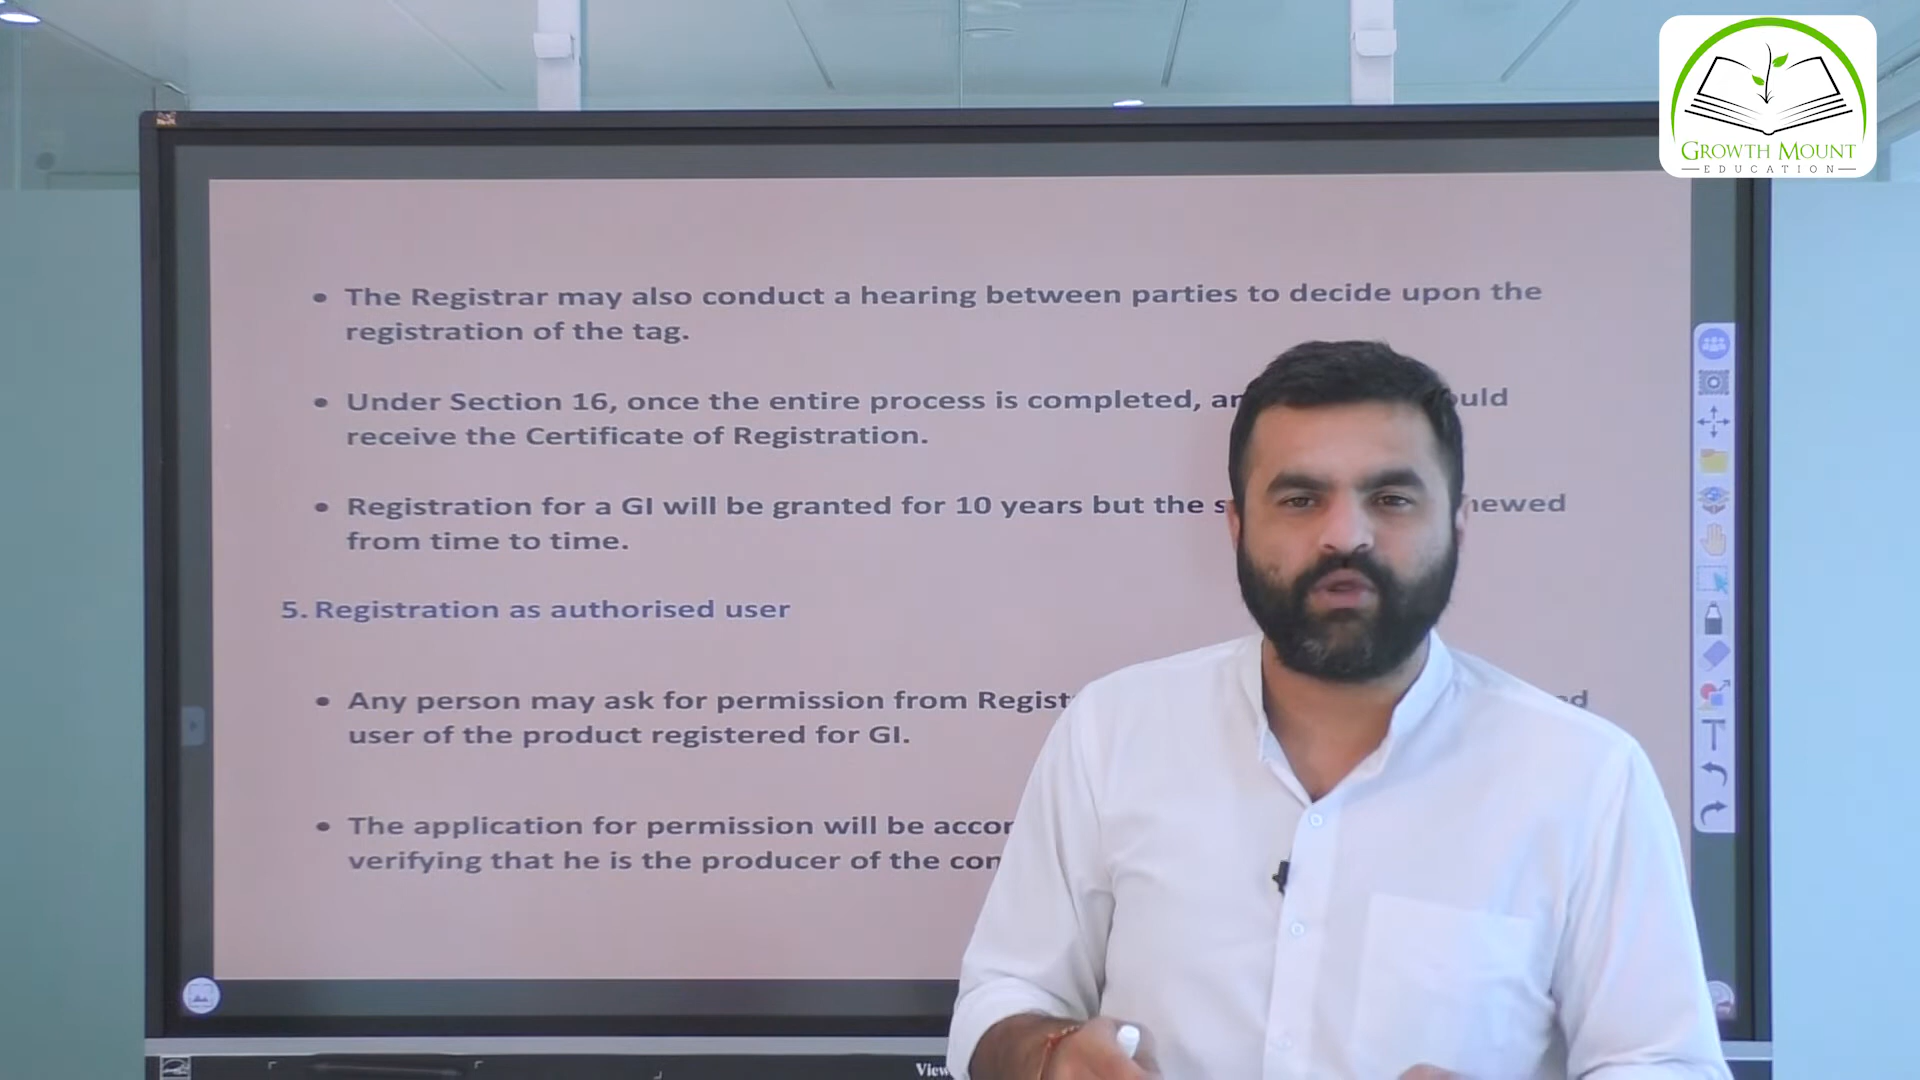 GROWTH MOUNT
EDUCATION
• The Registrar may also conduct a hearing between parties to decide upon the
registration of the tag.
• Under Section 16, once the entire process is completed,
receive the Certificate of Registration.
• Registration for a GI will be granted for 10 years but the
from time to time.
5. Registration as authorised user
• Any person may ask for permission from
user of the product registered for GI.
• The application for permission will be
verifying that he is the producer of the